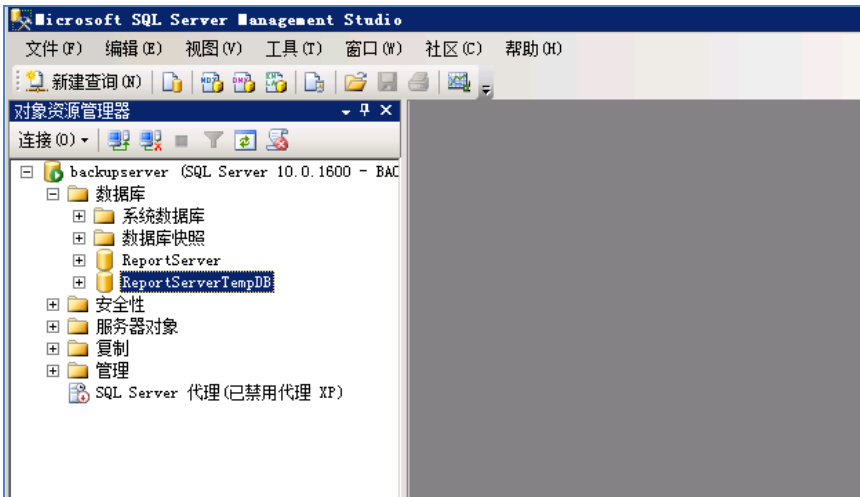 Microsoft SQL Server Management Studio
文件(F) 编辑(E) 视图(V) 工具(T) 窗口(W) 社区(C) 帮助(H)
新建查询(N)
对象资源管理器
连接(O)
backupserver (SQL Server 10.0.1600 - BAC
数据库
系统数据库
数据库快照
ReportServer
ReportServerTempDB
安全性
服务器对象
复制
管理
SQL Server 代理(已禁用代理 XP)